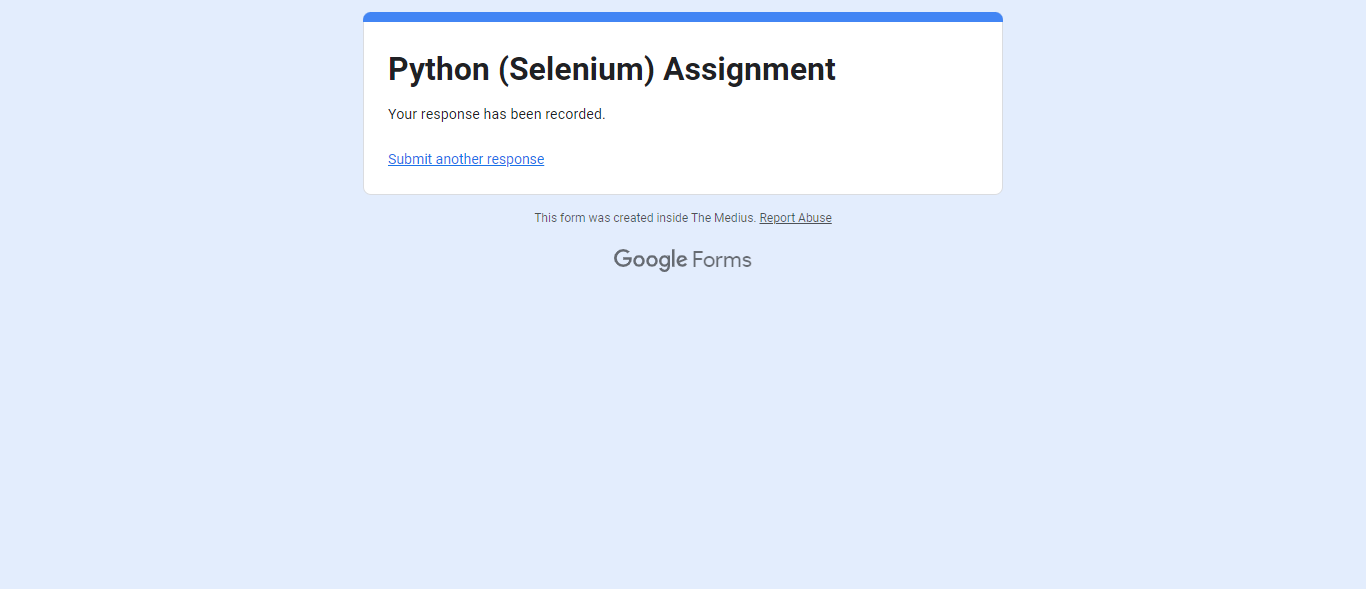 Python (Selenium) Assignment
Your response has been recorded.
Submit another response
This form was created inside The Medius. Report Abuse
Google Forms